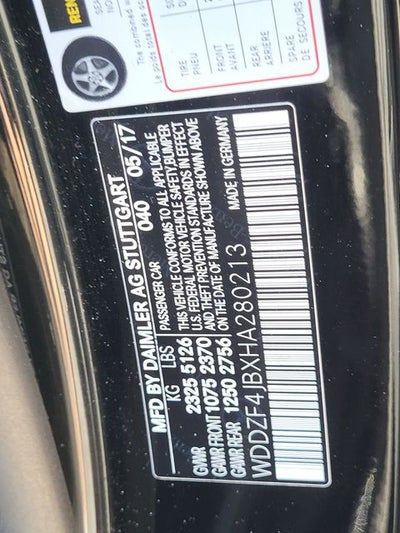 MFD BY DAIMLER AG STUTTGART
040 05/17
KG LBS PASSENGER CAR
GVWR 2325 5126 THIS VEHICLE CONFORMS TO ALL APPLICABLE
FEDERAL MOTOR VEHICLE SAFETY, BUMPER
GAWR FRONT 1075 2370 U.S. THEFT PREVENTION STANDARDS IN EFFECT
GAWR REAR 1250 2756 ON THE DATE OF MANUFACTURE SHOWN ABOVE
WDDZF4JBXHA280213 MADE IN GERMANY
TIRE
PNEU
FRONT
AVANT
REAR
ARRIÈRE
SPARE
DE SECOURS
The combined